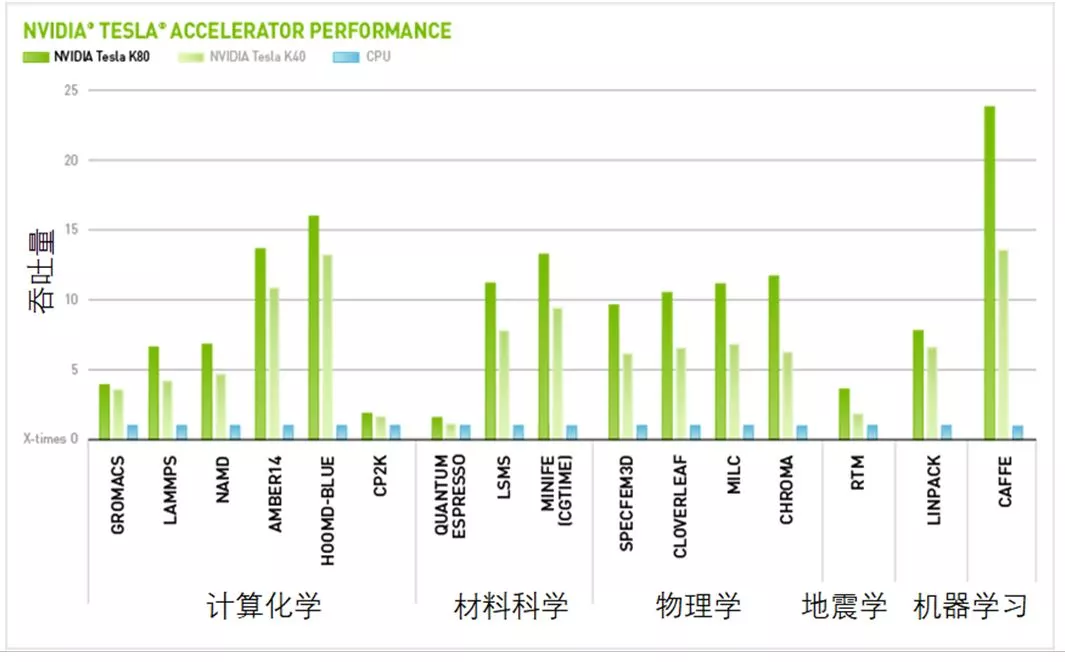 NVIDIA® TESLA® ACCELERATOR PERFORMANCE
NVIDIA Tesla K80 NVIDIA Tesla K40 CPU
25
20
15
10
5
X-times 0
吞吐量
GROMACS
LAMMPS
NAMD
AMBER14
HOOMD-BLUE
CP2K
QUANTUM
ESPRESSO
LSMS
MINIFE
(CGTIME)
SPECFEM3D
CLOVERLEAF
MILC
CHROMA
RTM
LINPACK
CAFFE
计算化学 材料科学 物理学 地震学 机器学习